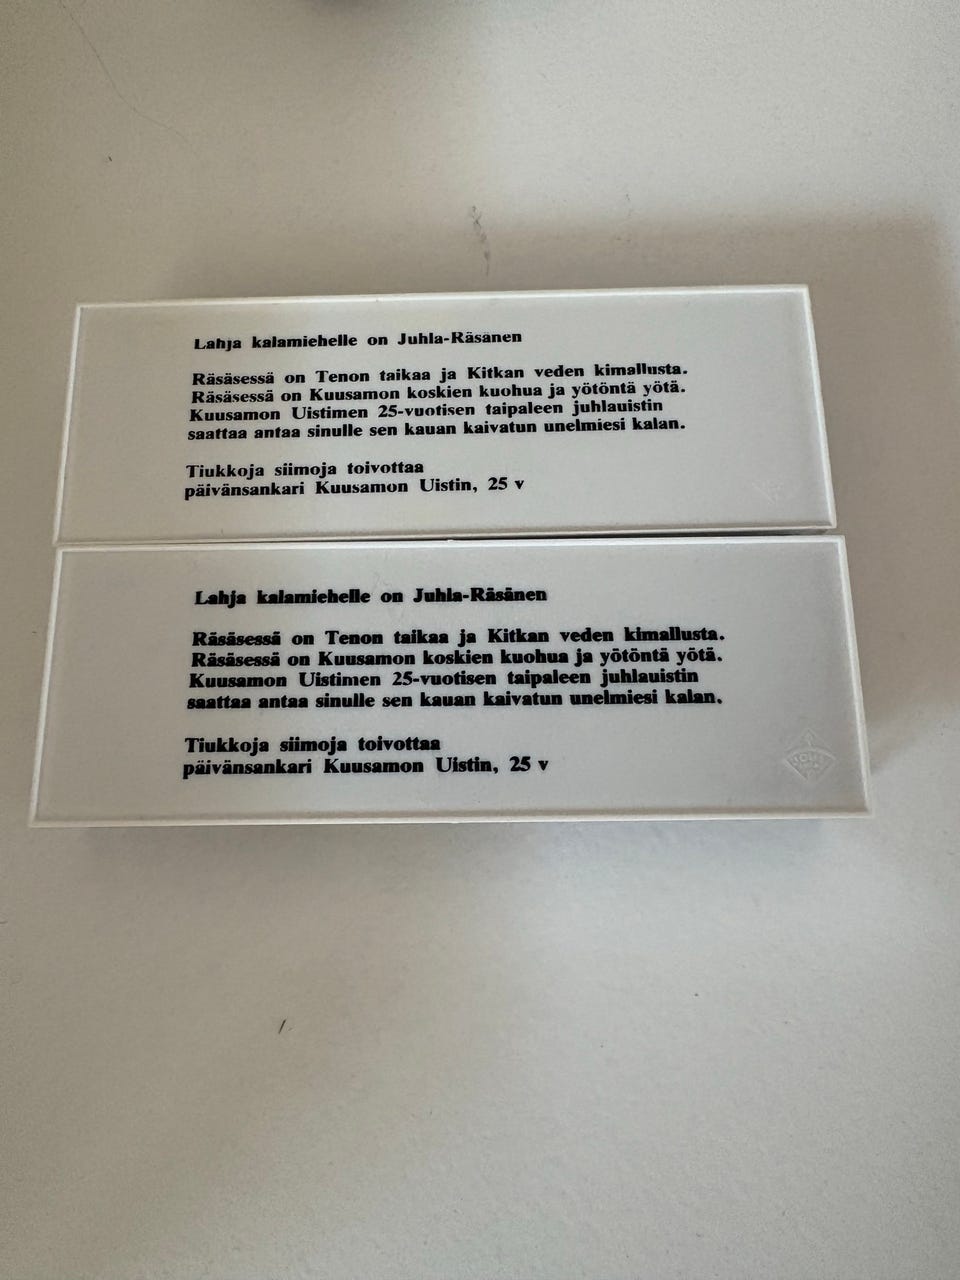 Lahja kalamiehelle on Juhla-Räsänen
Räsäsessä on Tenon taikaa ja Kitkan veden kimallusta.
Räsäsessä on Kuusamon koskien kuohua ja yötöntä yötä.
Kuusamon Uistimen 25-vuotisen taipaleen juhlauistin
saattaa antaa sinulle sen kauan kaivatun unelmiesi kalan.
Tiukkoja siimoja toivottaa
päivänsankari Kuusamon Uistin, 25 v
Lahja kalamiehelle on Juhla-Räsänen
Räsäsessä on Tenon taikaa ja Kitkan veden kimallusta.
Räsäsessä on Kuusamon koskien kuohua ja yötöntä yötä.
Kuusamon Uistimen 25-vuotisen taipaleen juhlauistin
saattaa antaa sinulle sen kauan kaivatun unelmiesi kalan.
Tiukkoja siimoja toivottaa
päivänsankari Kuusamon Uistin, 25 v